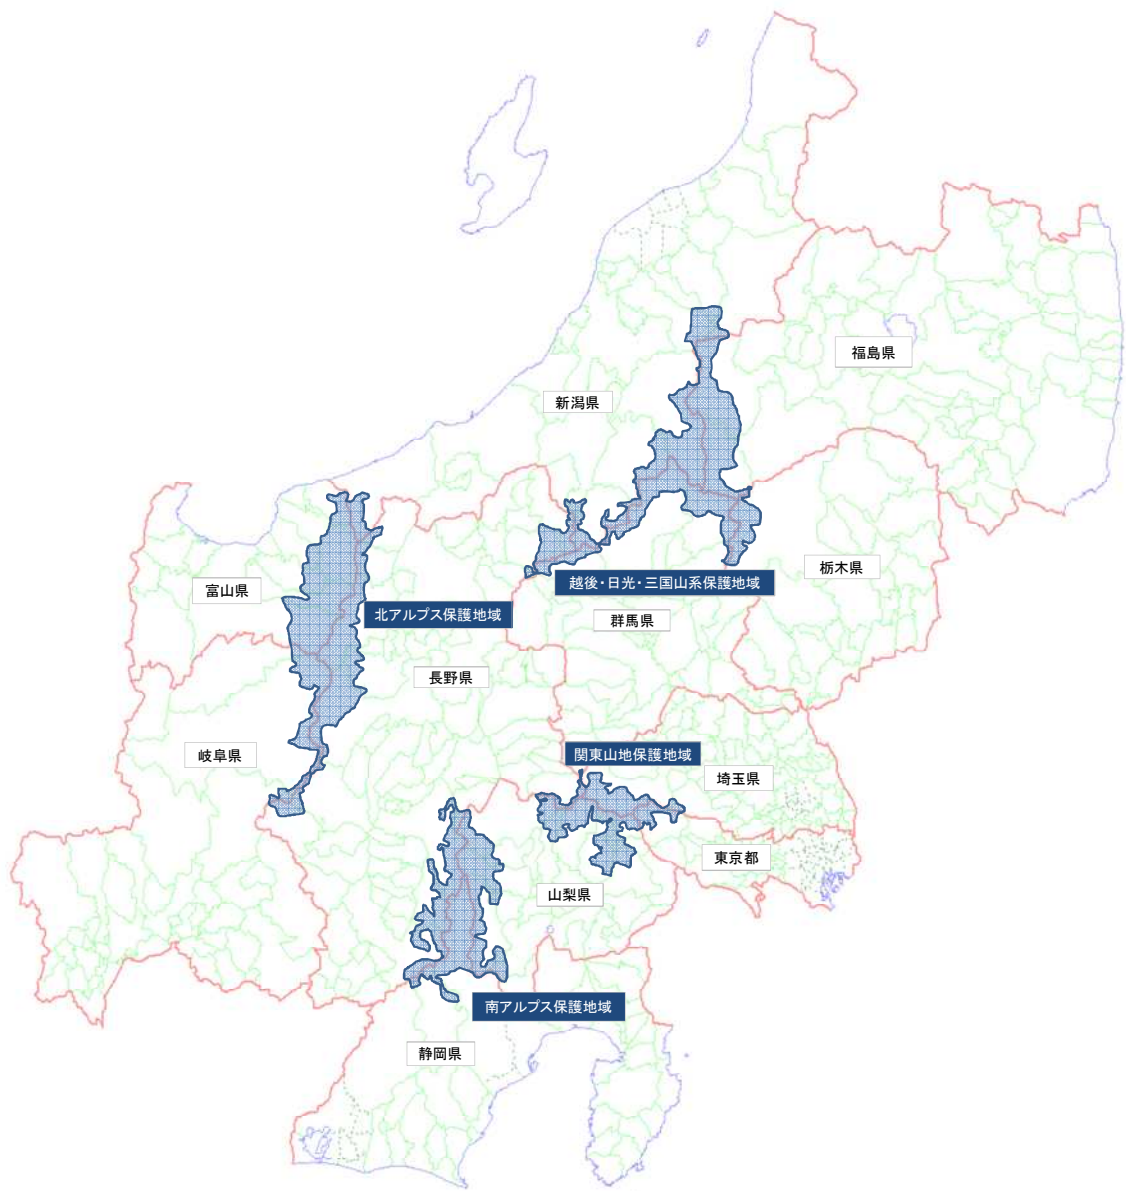 福島県
新潟県
栃木県
越後・日光・三国山系保護地域
富山県
北アルプス保護地域
群馬県
長野県
岐阜県
関東山地保護地域
埼玉県
東京都
山梨県
南アルプス保護地域
静岡県